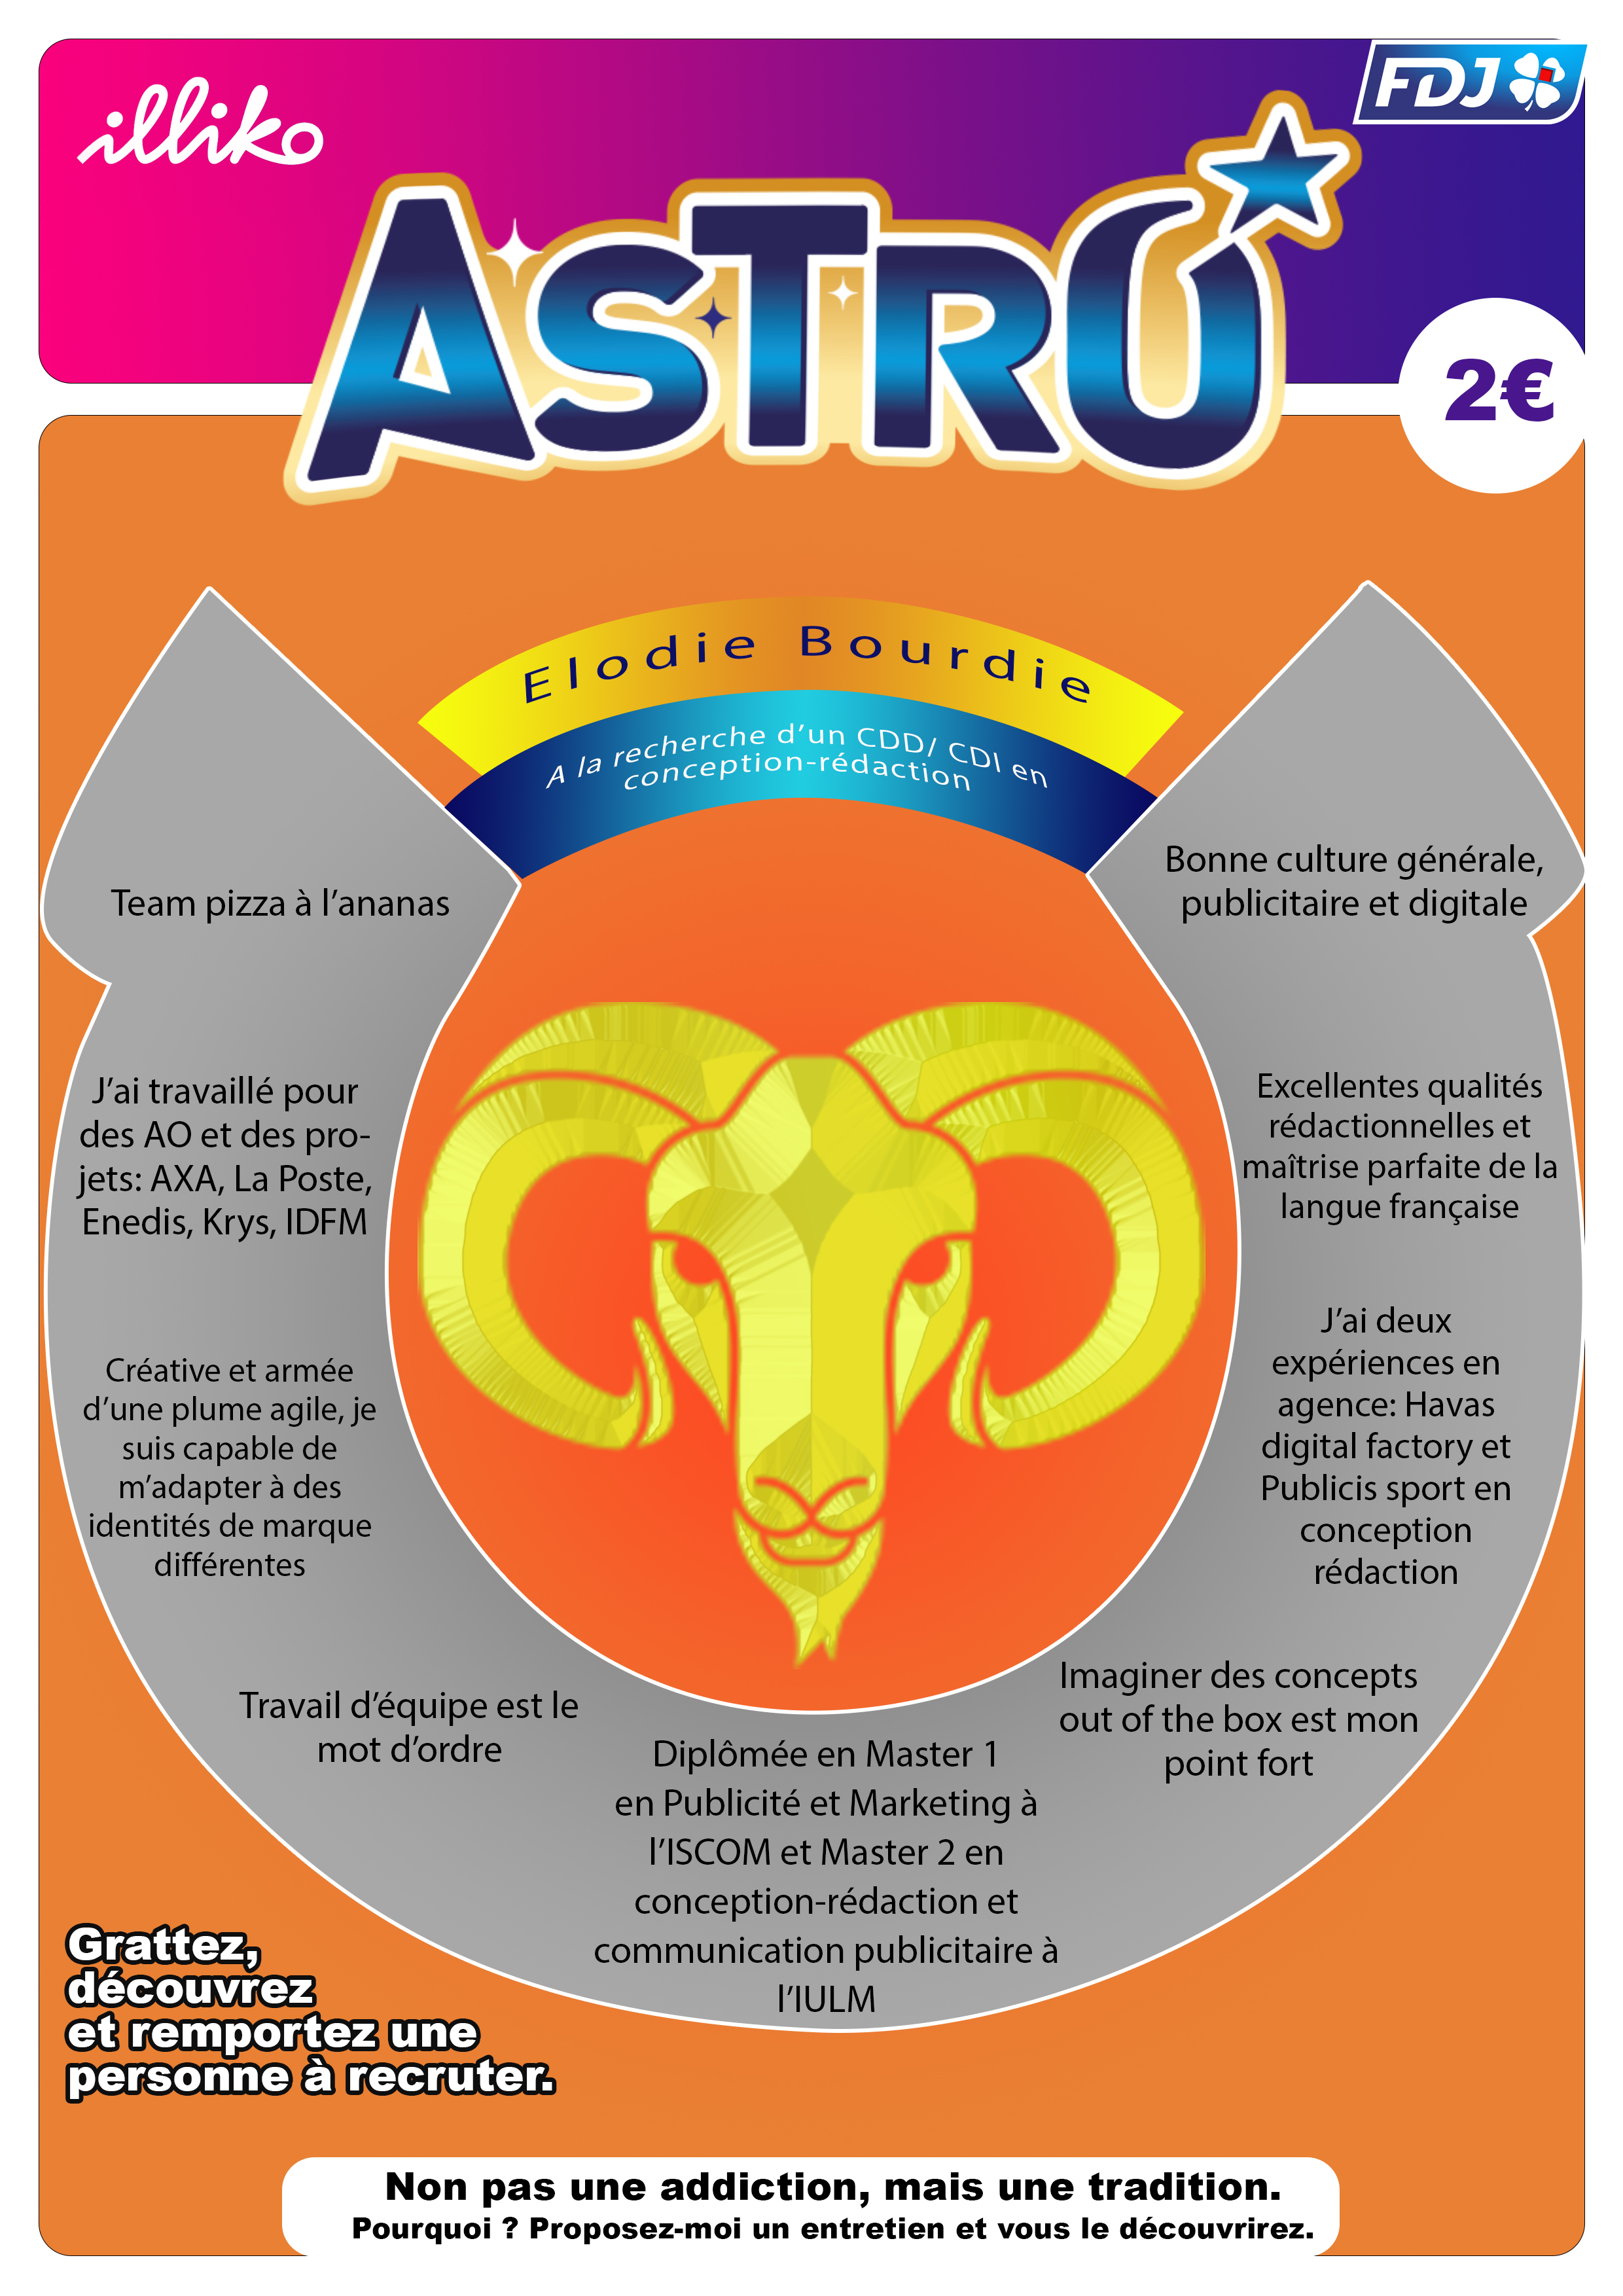 illiko
FDJ
ASTRO
2€
Elodie Bourdie
A la recherche d’un CDD/ CDI en
conception-rédaction
Team pizza à l’ananas
J’ai travaillé pour
des AO et des pro-
jets: AXA, La Poste,
Enedis, Krys, IDFM
Créative et armée
d’une plume agile, je
suis capable de
m’adapter à des
identités de marque
différentes
Travail d’équipe est le
mot d’ordre
Diplômée en Master 1
en Publicité et Marketing à
l’ISCOM et Master 2 en
conception-rédaction et
communication publicitaire à
l’IULM
Imaginer des concepts
out of the box est mon
point fort
J’ai deux
expériences en
agence: Havas
digital factory et
Publicis sport en
conception
rédaction
Excellentes qualités
rédactionnelles et
maîtrise parfaite de la
langue française
Bonne culture générale,
publicitaire et digitale
Grattez,
découvrez
et remportez une
personne à recruter.
Non pas une addiction, mais une tradition.
Pourquoi ? Proposez-moi un entretien et vous le découvrirez.